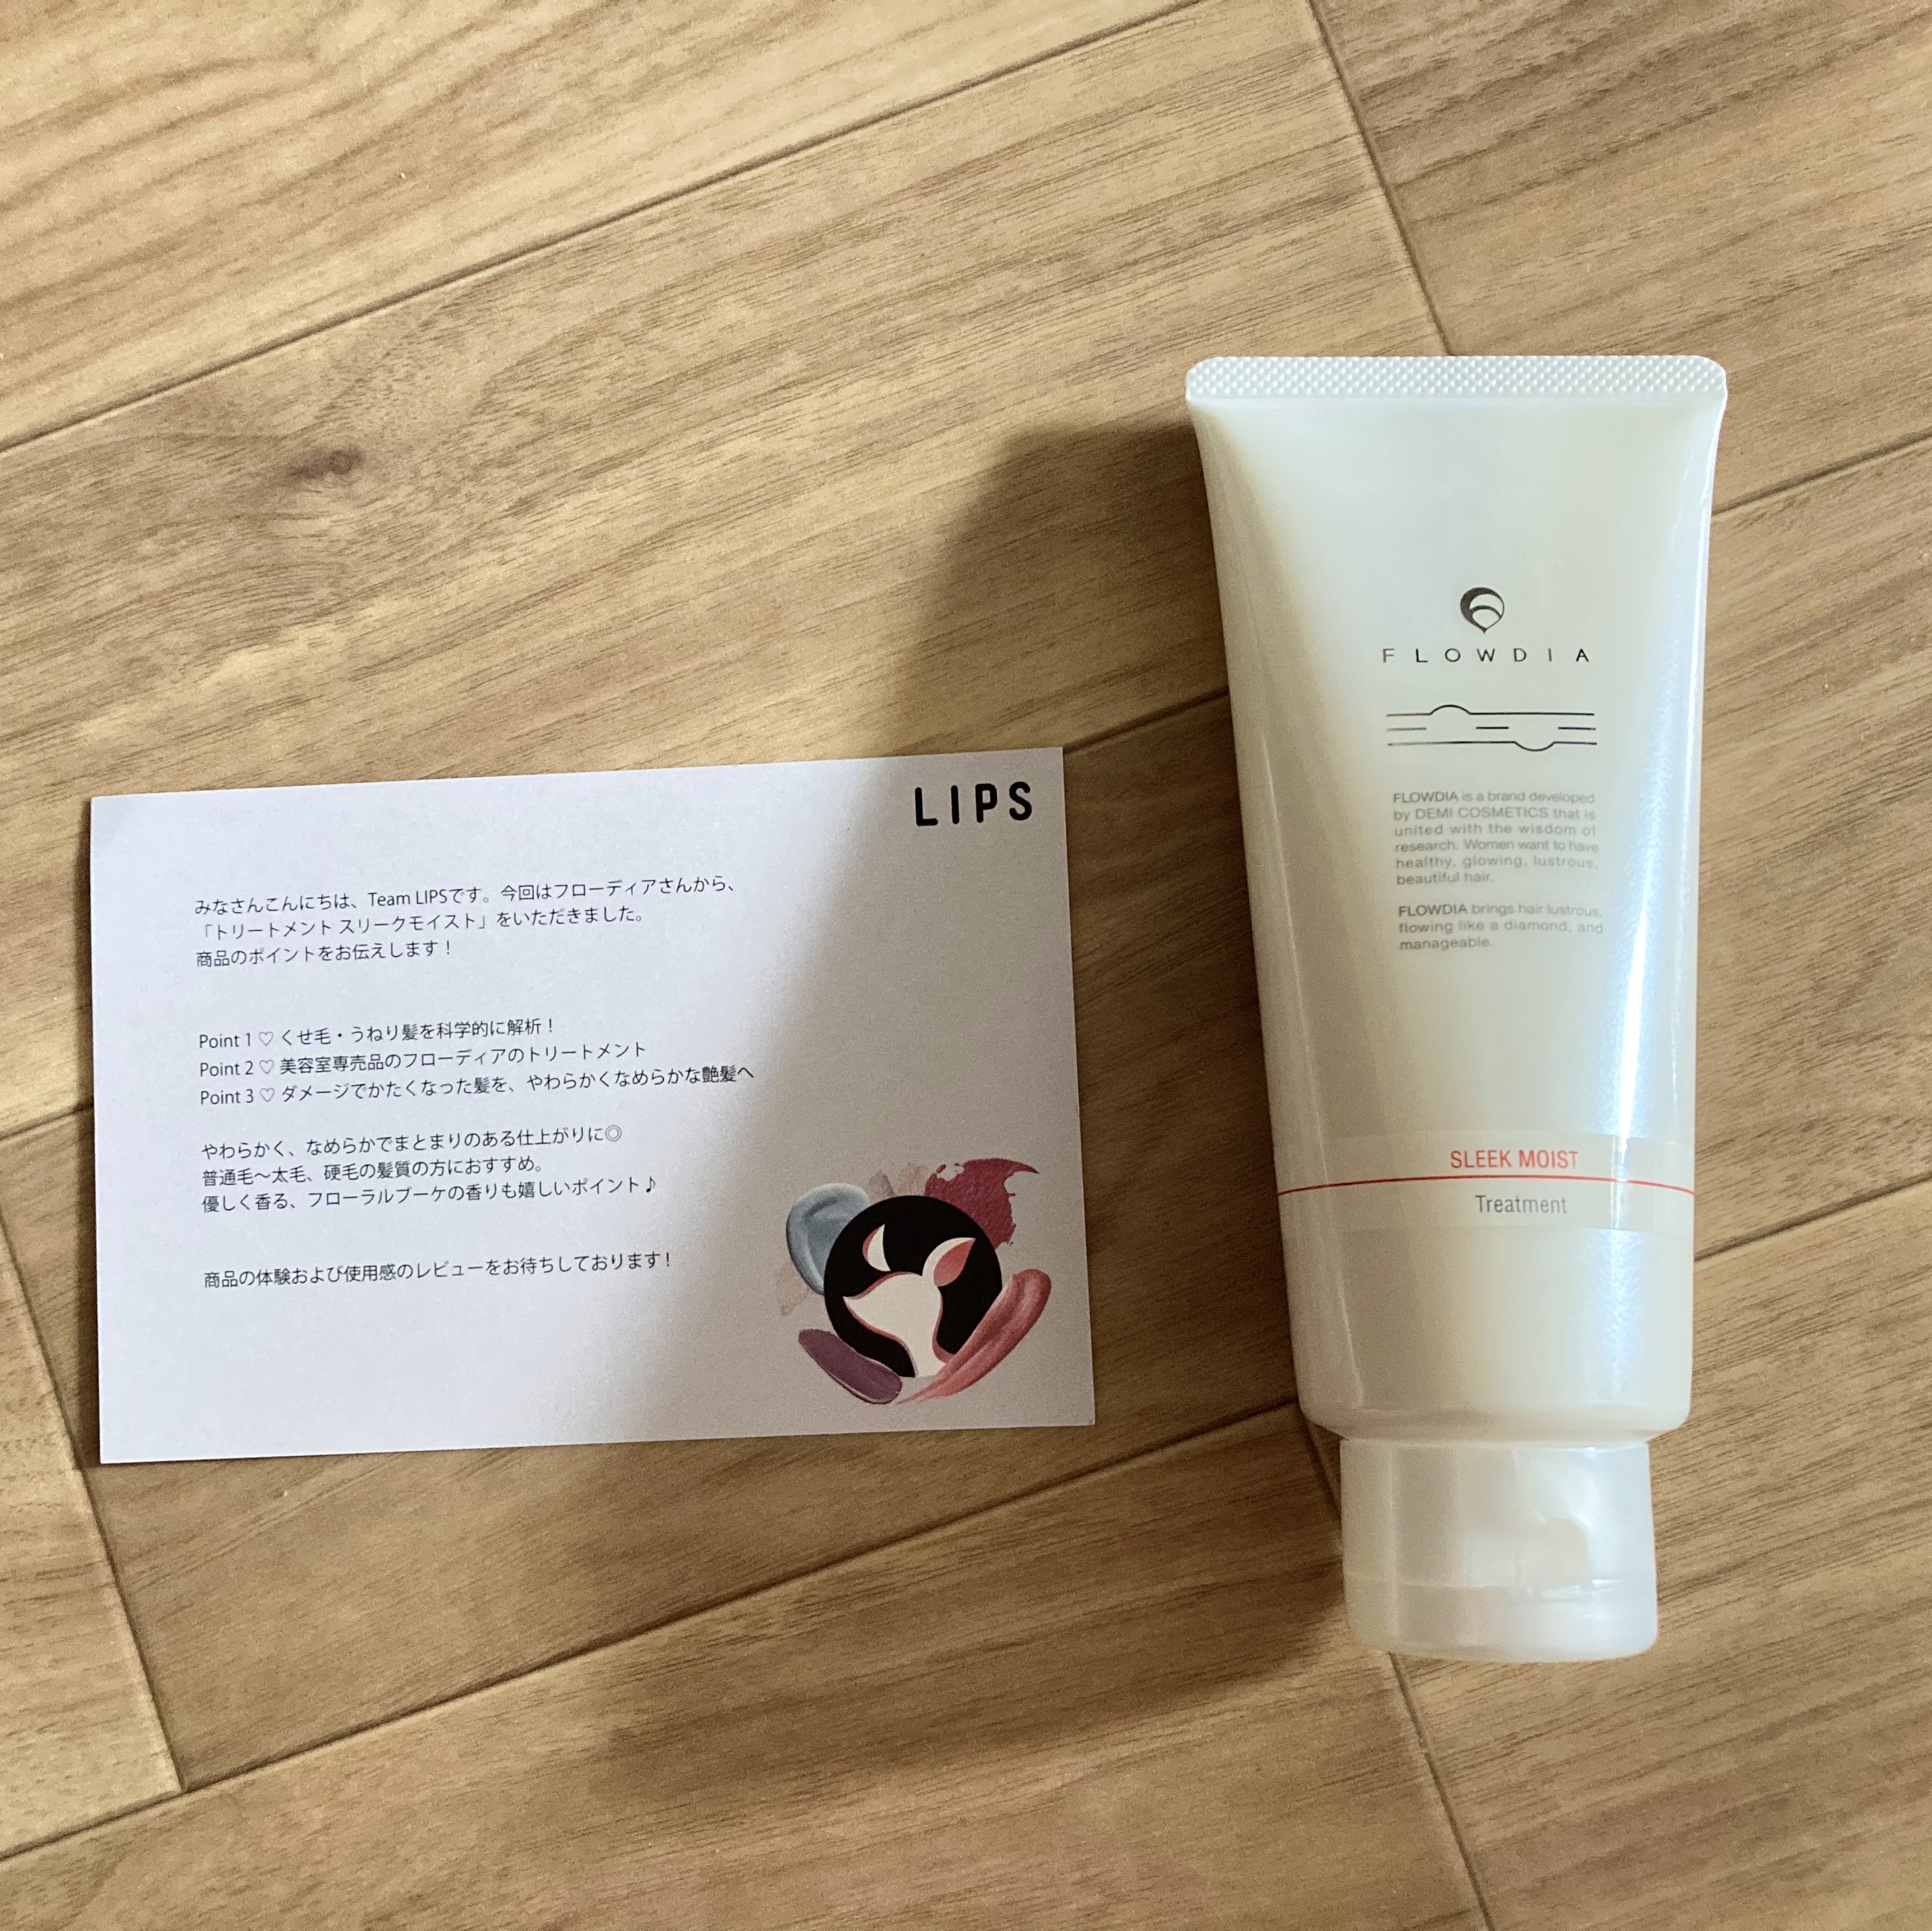 LIPS
みなさんこんにちは、Team LIPSです。今回はフローディアさんから、
「トリートメント スリークモイスト」をいただきました。
商品のポイントをお伝えします！
Point 1 ♡ くせ毛・うねり髪を科学的に解析！
Point 2 ♡ 美容室専売品のフローディアのトリートメント
Point 3 ♡ ダメージでかたくなった髪を、やわらかくなめらかな艶髪へ
やわらかく、なめらかでまとまりのある仕上がりに◎
普通毛〜太毛、硬毛の髪質の方におすすめ。
優しく香る、フローラルブーケの香りも嬉しいポイント♪
商品の体験および使用感のレビューをお待ちしております！
FLOWDIA
FLOWDIA is a brand developed
by DEMI COSMETICS that is
united with the wisdom of
research. Women want to have
healthy, glowing, lustrous,
beautiful hair.
FLOWDIA brings hair lustrous,
flowing like a diamond, and
manageable.
SLEEK MOIST
Treatment